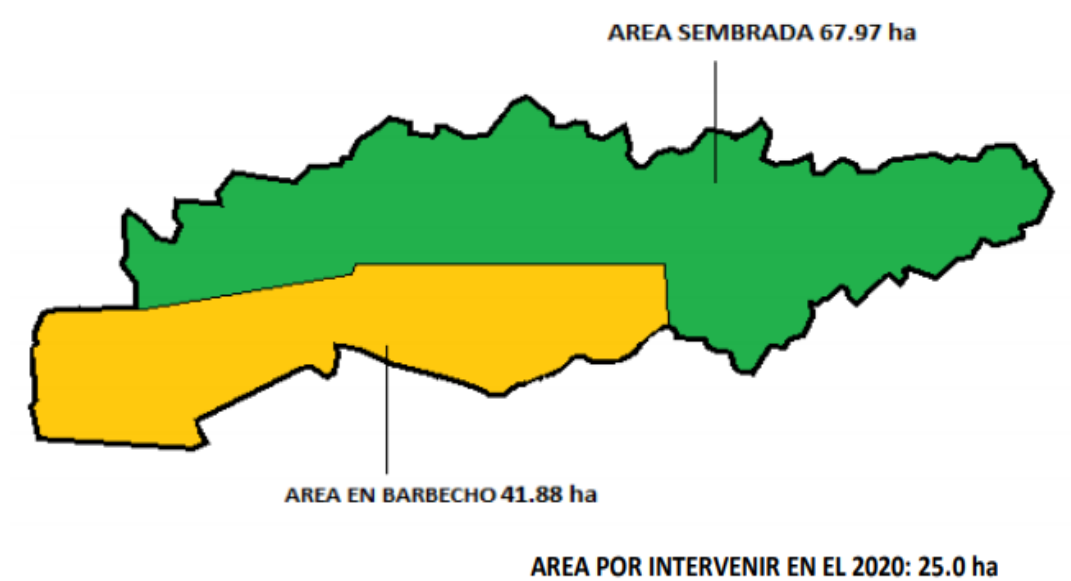 AREA SEMBRADA 67.97 ha
AREA EN BARBECHO 41.88 ha
AREA POR INTERVENIR EN EL 2020: 25.0 ha